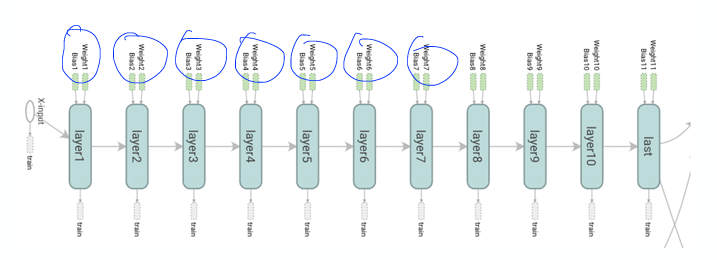 Weight1
Bias1
Weight2
Bias2
Weight3
Bias3
Weight4
Bias4
Weight5
Bias5
Weight6
Bias6
Weight7
Bias7
Weight8
Bias8
Weight9
Bias9
Weight10
Bias10
Weight11
Bias11
X-input
layer1
layer2
layer3
layer4
layer5
layer6
layer7
layer8
layer9
layer10
last
train
train
train
train
train
train
train
train
train
train
train
train